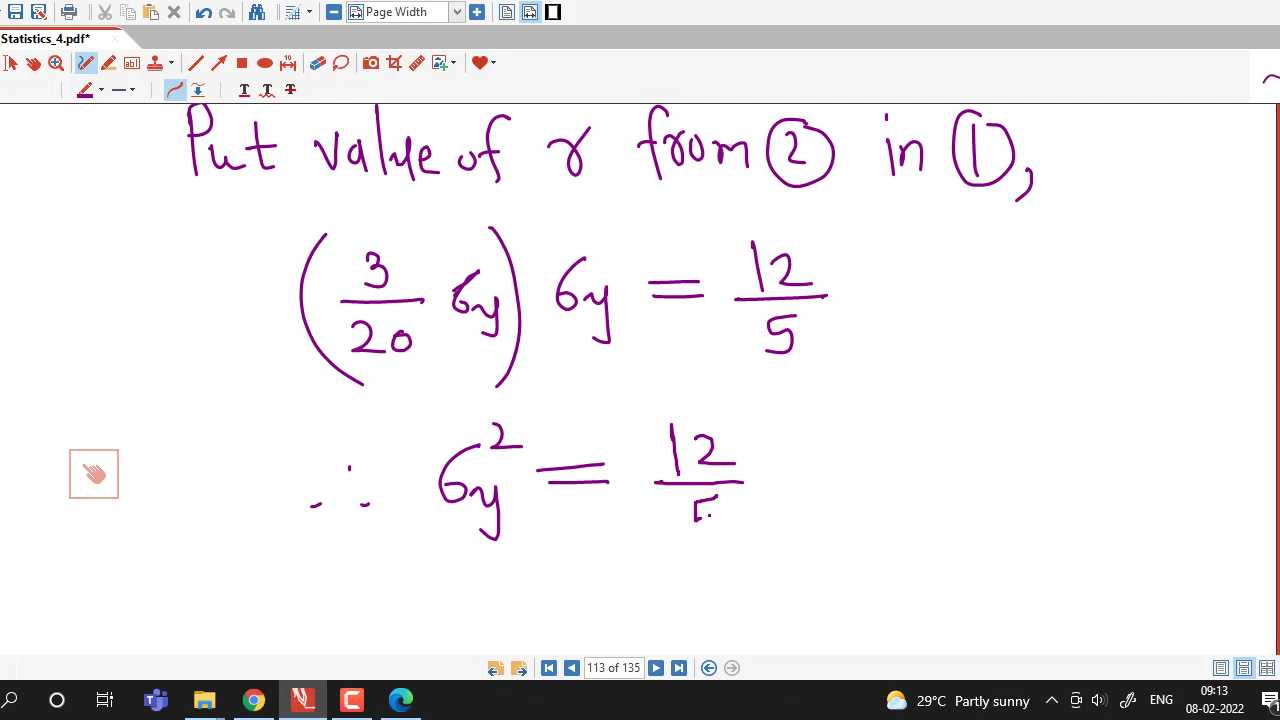 Page Width
Statistics_4.pdf*
Put value of r from ② in ①,
(3/20 σy) σy = 12/5
∴ σy² = 12/5
113 of 135
29°C Partly sunny
ENG
09:13
08-02-2022